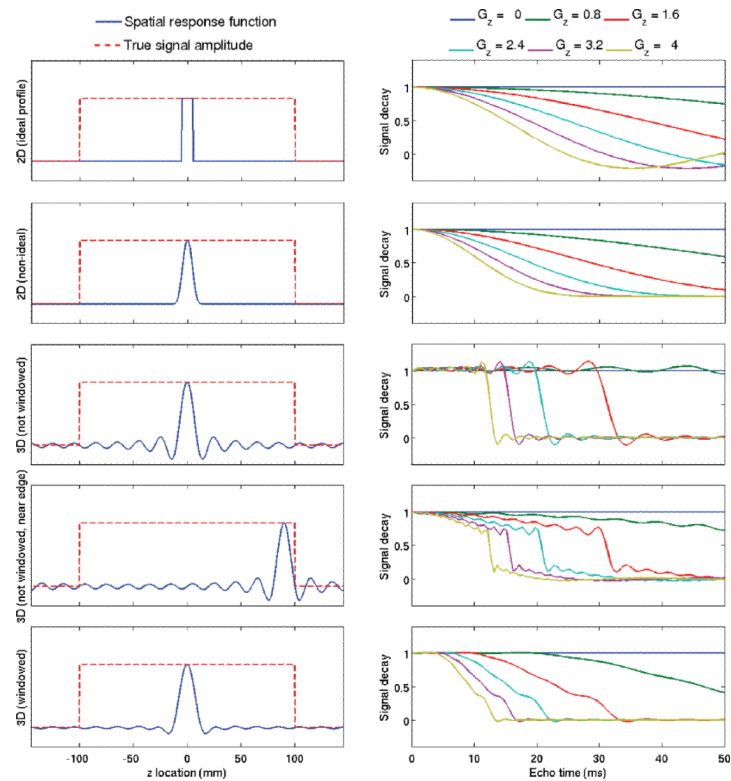 Spatial response function
True signal amplitude
G_z = 0
G_z = 0.8
G_z = 1.6
G_z = 2.4
G_z = 3.2
G_z = 4
2D (ideal profile)
Signal decay
1
0.5
0
2D (non-ideal)
Signal decay
1
0.5
0
3D (not windowed)
Signal decay
1
0.5
0
3D (not windowed, near edge)
Signal decay
1
0.5
0
3D (windowed)
Signal decay
1
0.5
0
-100 -50 0 50 100
z location (mm)
0 10 20 30 40 50
Echo time (ms)